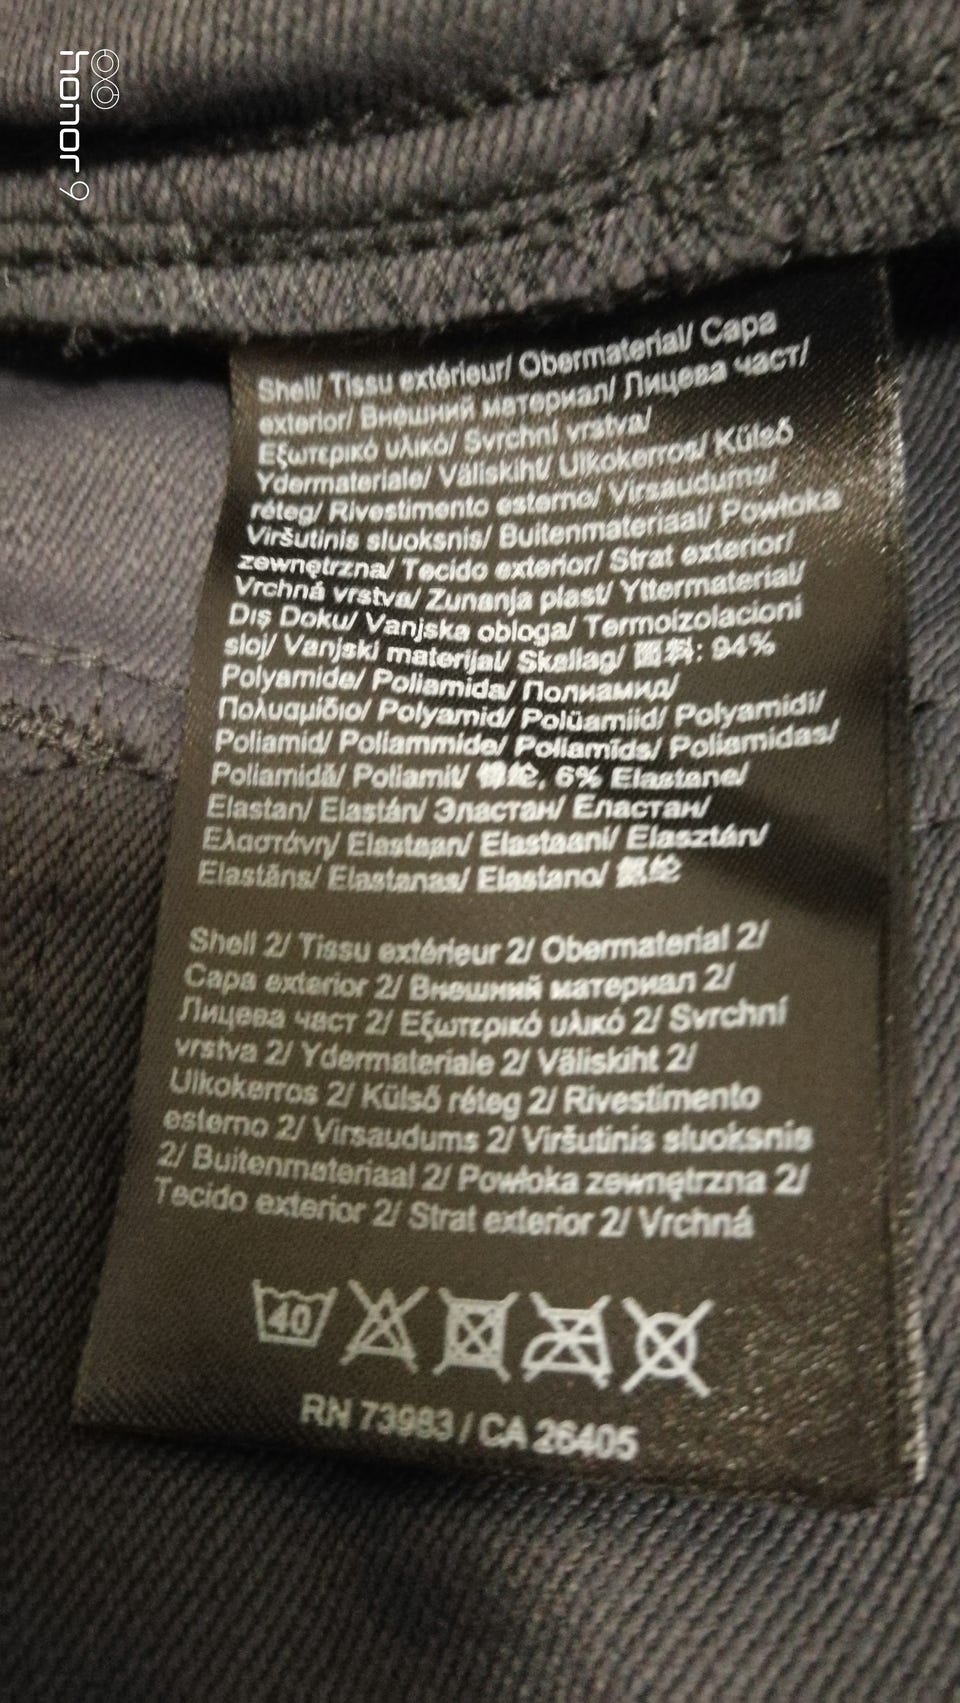 honor 9
Shell/ Tissu extérieur/ Obermaterial/ Capa
exterior/ Внешний материал/ Лицева част/
Εξωτερικό υλικό/ Svrchní vrstva/
Ydermateriale/ Väliskiht/ Ulkokerros/ Külső
réteg/ Rivestimento esterno/ Virsaudums/
Viršutinis sluoksnis/ Buitenmateriaal/ Powłoka
zewnętrzna/ Tecido exterior/ Strat exterior/
Vrchná vrstva/ Zunanja plast/ Yttermaterial/
Dış Doku/ Vanjska obloga/ Termoizolacioni
sloj/ Vanjski materijal/ Skallag/ 面料: 94%
Polyamide/ Poliamida/ Полиамид/
Πολυαμίδιο/ Polyamid/ Polüamiid/ Polyamidi/
Poliamid/ Poliammide/ Poliamīds/ Poliamidas/
Poliamidă/ Poliamit/ 锦纶, 6% Elastane/
Elastan/ Elastán/ Эластан/ Еластан/
Ελαστάνη/ Elastaan/ Elastaani/ Elasztán/
Elastāns/ Elastanas/ Elastano/ 氨纶
Shell 2/ Tissu extérieur 2/ Obermaterial 2/
Capa exterior 2/ Внешний материал 2/
Лицева част 2/ Εξωτερικό υλικό 2/ Svrchní
vrstva 2/ Ydermateriale 2/ Väliskiht 2/
Ulkokerros 2/ Külső réteg 2/ Rivestimento
esterno 2/ Virsaudums 2/ Viršutinis sluoksnis
2/ Buitenmateriaal 2/ Powłoka zewnętrzna 2/
Tecido exterior 2/ Strat exterior 2/ Vrchná
40
RN 73983 / CA 26405